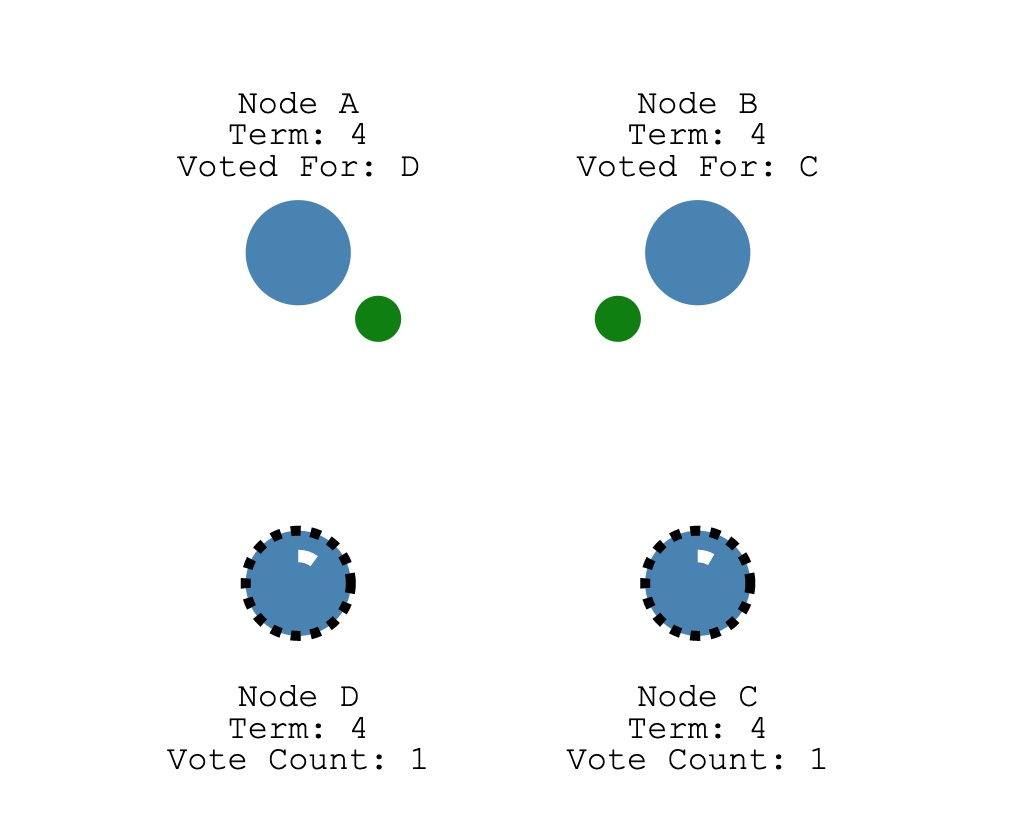 Node A
Term: 4
Voted For: D
Node B
Term: 4
Voted For: C
Node D
Term: 4
Vote Count: 1
Node C
Term: 4
Vote Count: 1